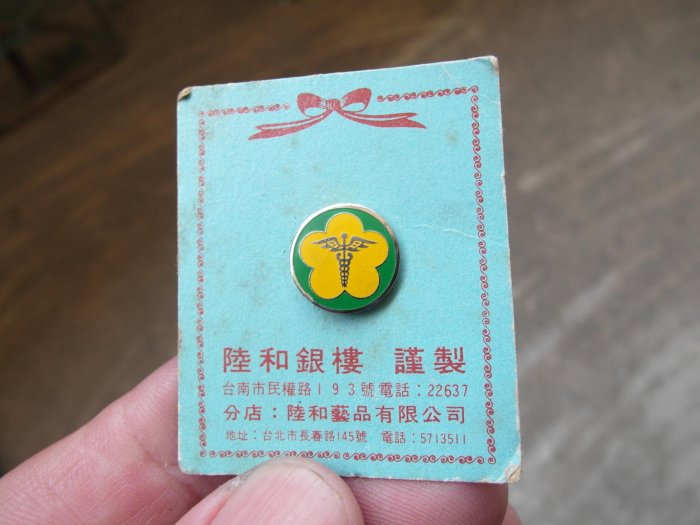 陸和銀樓 謹製
台南市民權路193號電話：22637
分店：陸和藝品有限公司
地址：台北市長春路145號 電話：5713511